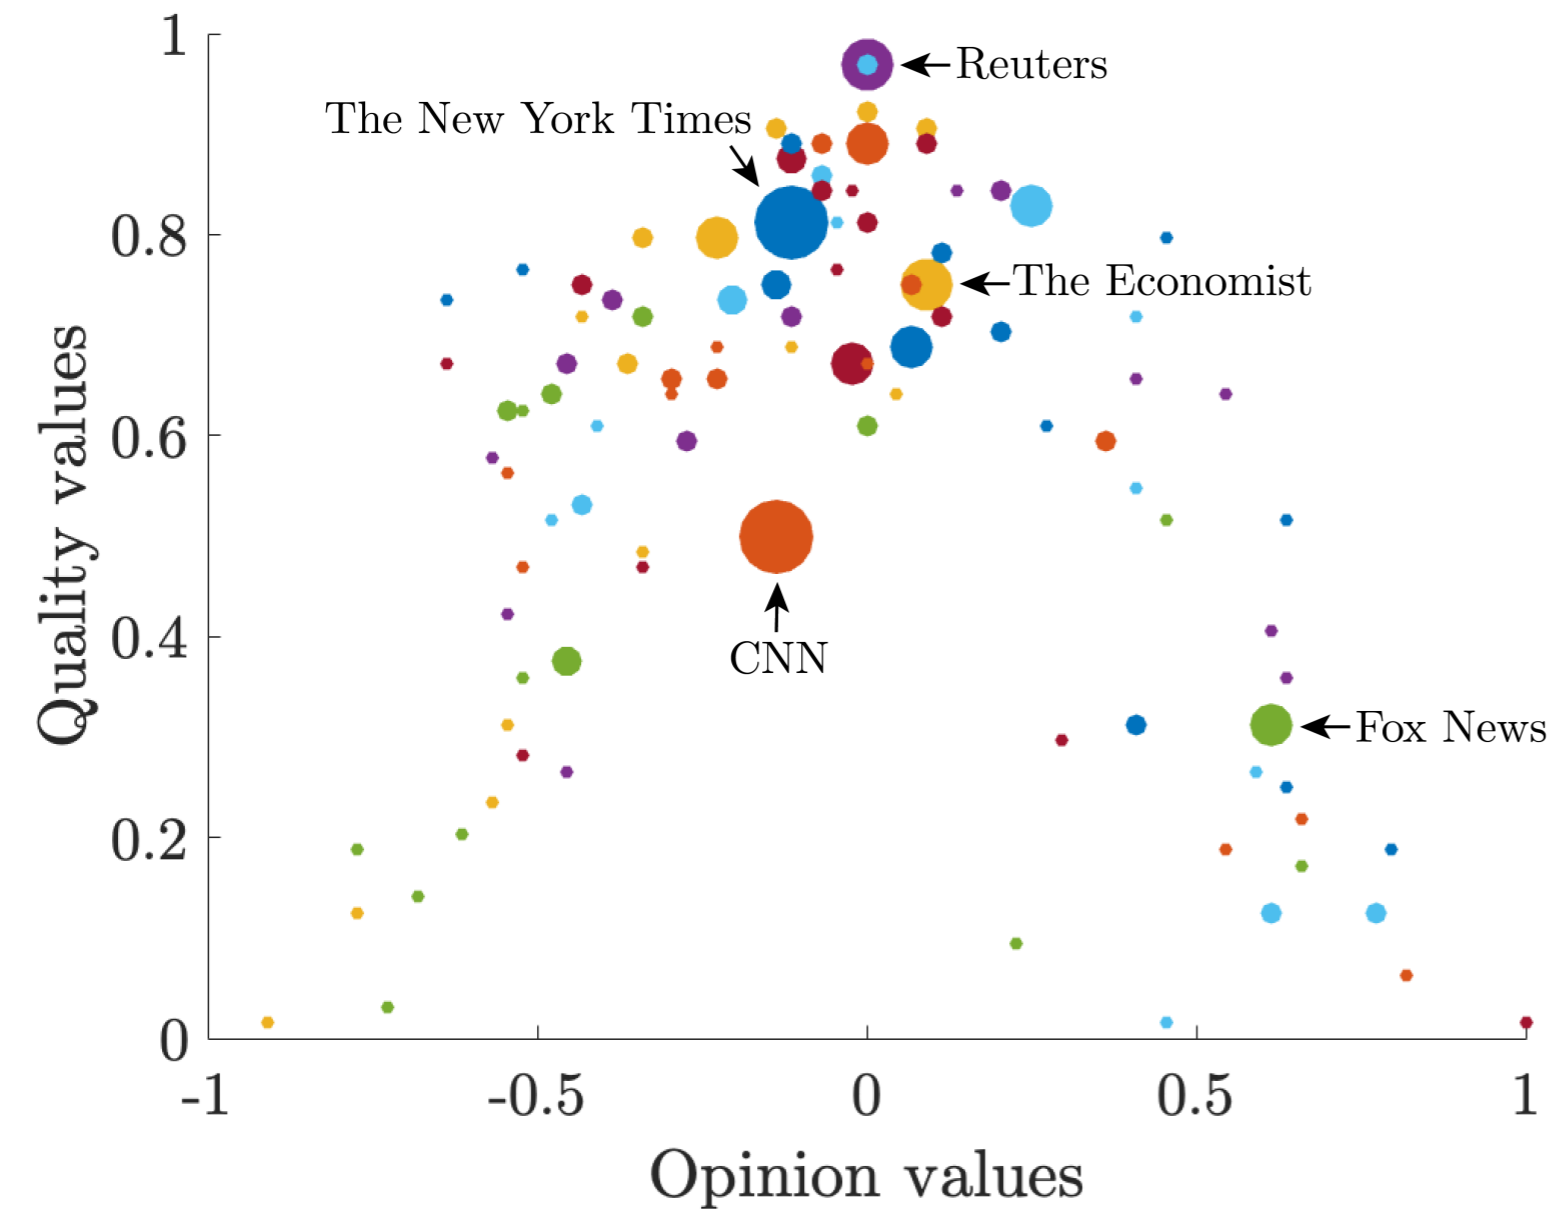 1
Reuters
The New York Times
0.8
The Economist
0.6
Quality values
CNN
0.4
Fox News
0.2
0
-1
-0.5
0
0.5
1
Opinion values